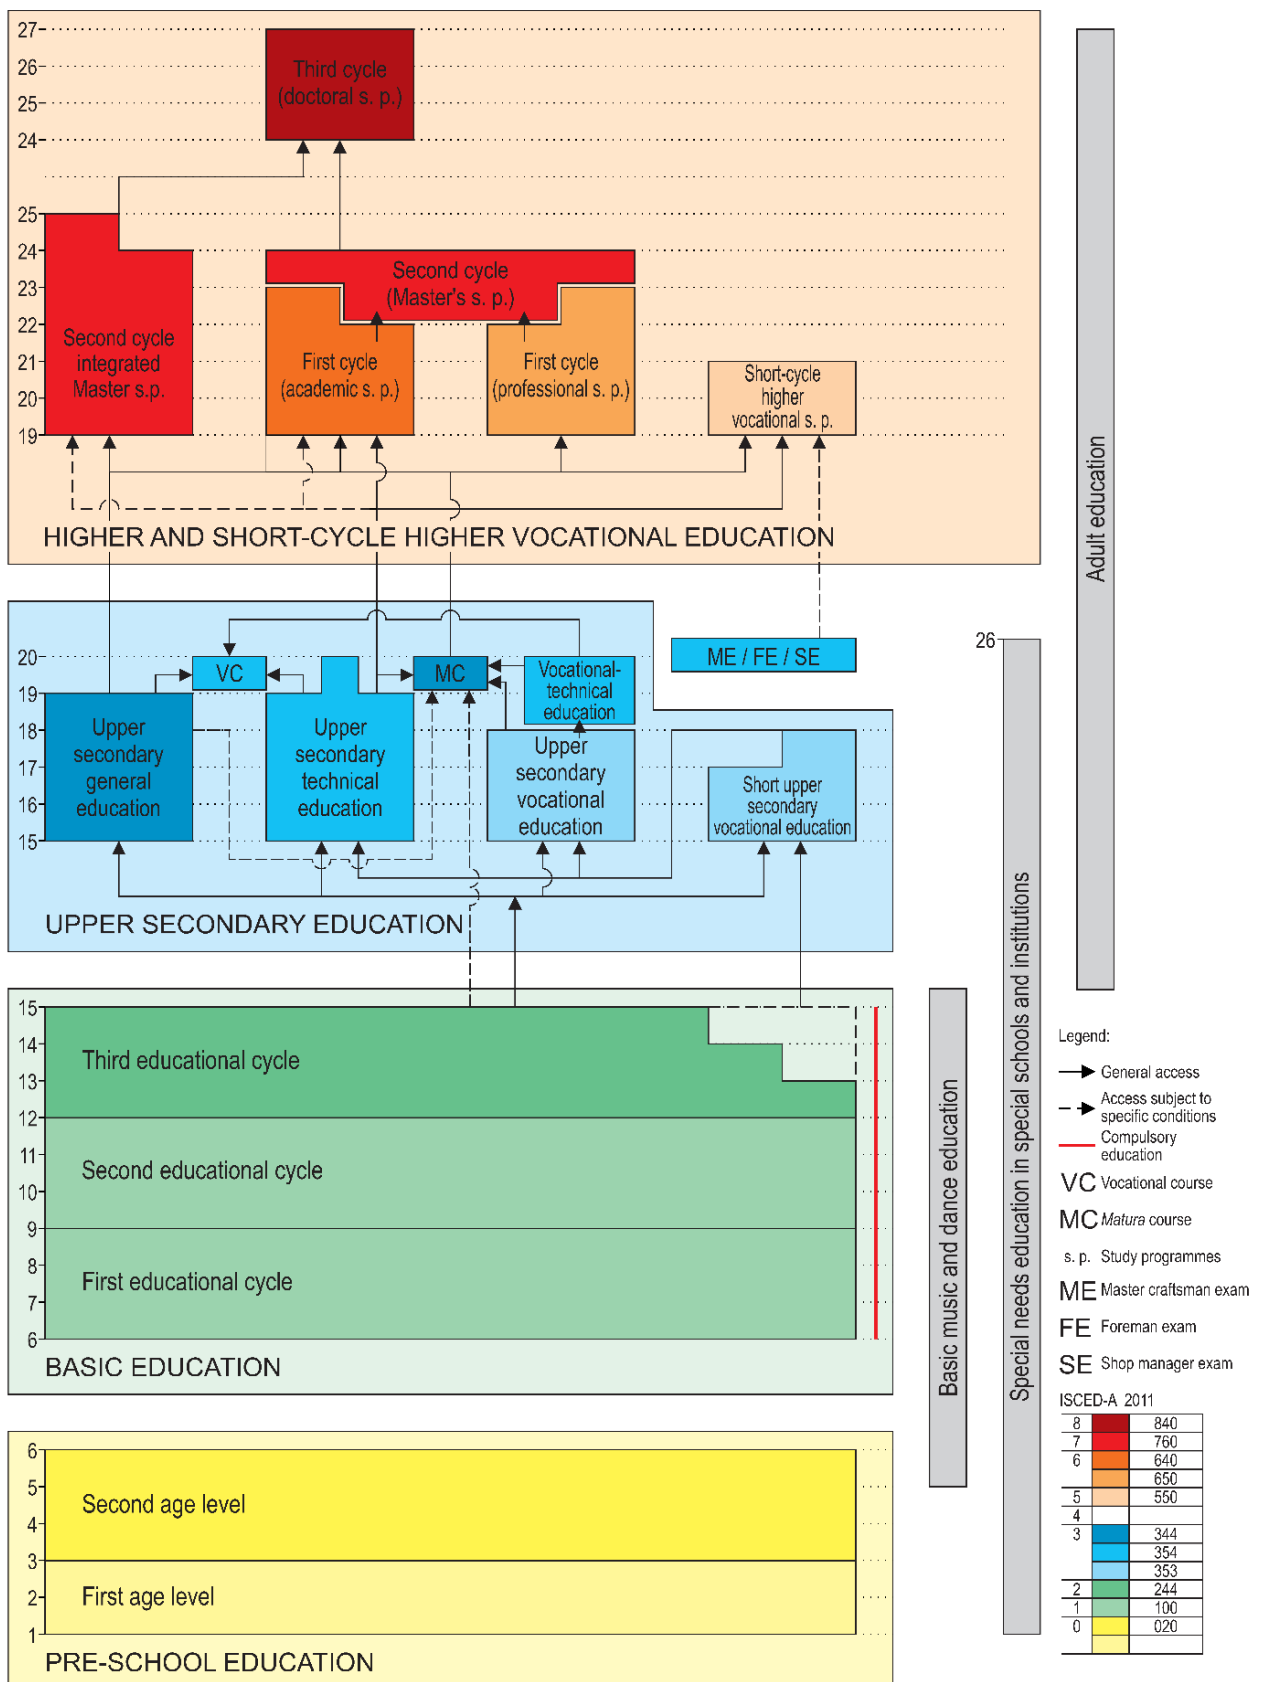 27
26
25
24
25
24
23
22
21
20
19
Third cycle
(doctoral s. p.)
Second cycle
(Master's s. p.)
Second cycle
integrated
Master s.p.
First cycle
(academic s. p.)
First cycle
(professional s. p.)
Short-cycle
higher
vocational s. p.
HIGHER AND SHORT-CYCLE HIGHER VOCATIONAL EDUCATION
20
19
18
17
16
15
VC
MC
Vocational-
technical
education
ME / FE / SE
Upper
secondary
general
education
Upper
secondary
technical
education
Upper
secondary
vocational
education
Short upper
secondary
vocational education
UPPER SECONDARY EDUCATION
15
14
13
12
11
10
9
8
7
6
Third educational cycle
Second educational cycle
First educational cycle
BASIC EDUCATION
6
5
4
3
2
1
Second age level
First age level
PRE-SCHOOL EDUCATION
Basic music and dance education
26
Special needs education in special schools and institutions
Adult education
Legend:
General access
Access subject to
specific conditions
Compulsory
education
VC Vocational course
MC Matura course
s. p. Study programmes
ME Master craftsman exam
FE Foreman exam
SE Shop manager exam
ISCED-A 2011
8 840
7 760
6 640
650
5 550
4
3 344
354
353
2 244
1 100
0 020